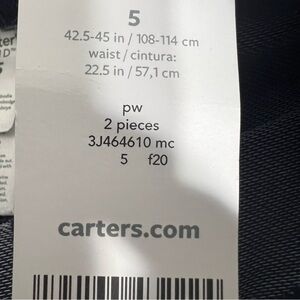 5
42.5-45 in / 108-114 cm
waist / cintura:
22.5 in / 57,1 cm
pw
2 pieces
3J464610 mc
5 f20
carters.com